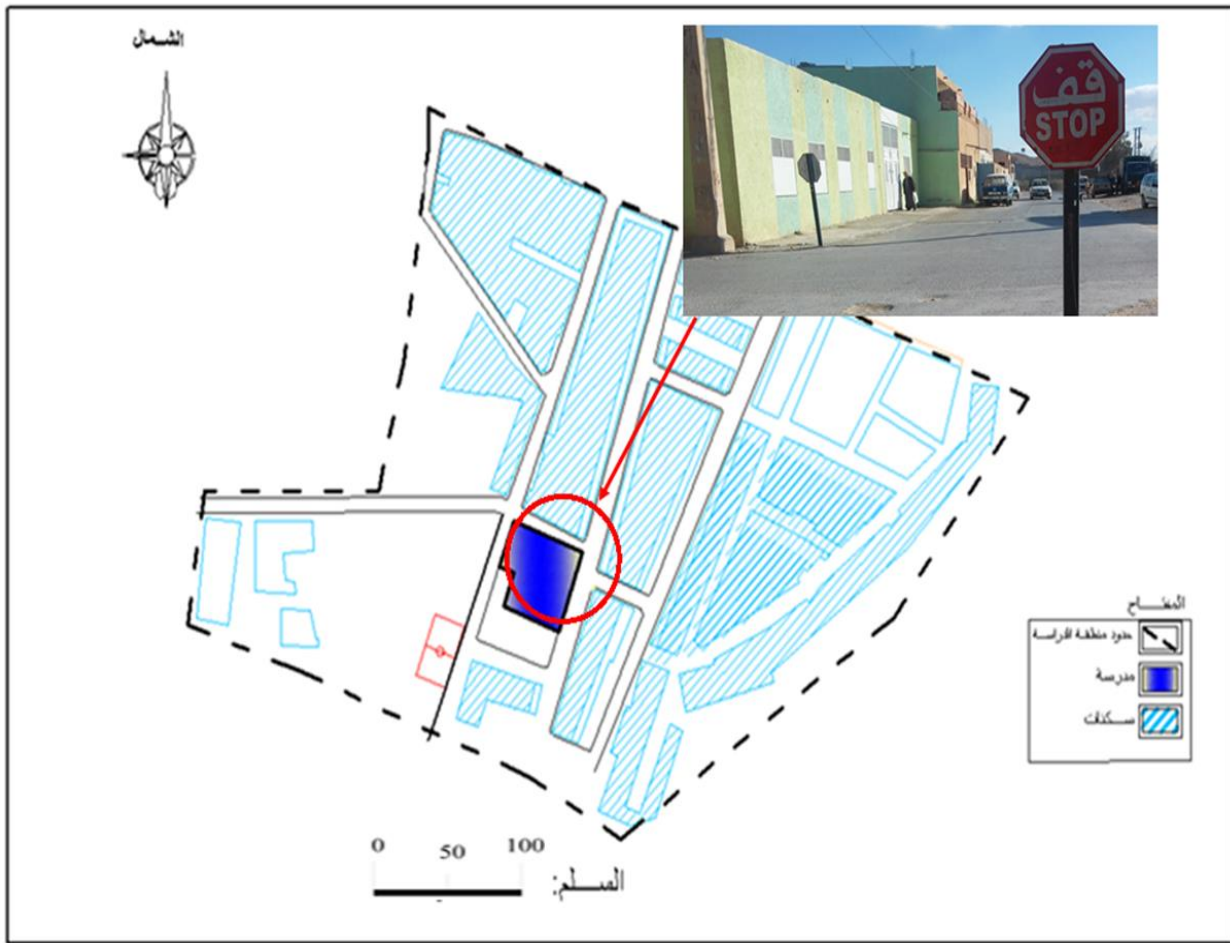 الشمال
قف
STOP
المفتاح
حدود منطقة الدراسة
مدرسة
سكنات
0 50 100
السلم: